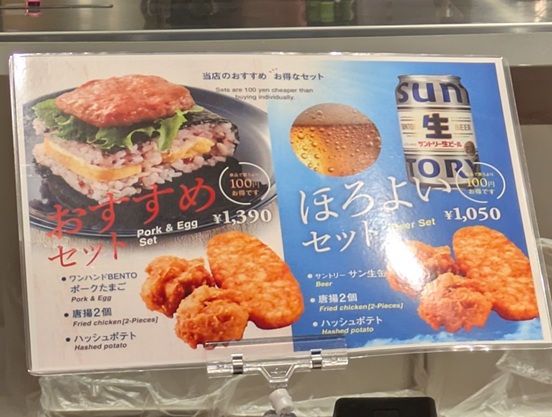 当店のおすすめ お得なセット
Sets are 100 yen cheaper than
buying individually.
単品で買うより
100円
お得です
おすすめ
セット
Pork & Egg
Set
¥1,390
• ワンハンドBENTO
ポークたまご
Pork & Egg
• 唐揚2個
Fried chicken[2-Pieces]
• ハッシュポテト
Hashed potato
SUN
生
BEER
サントリー生ビール
TORY
単品で買うより
100円
お得です
ほろよい
セット
Beer Set
¥1,050
• サントリー サン生缶
Beer
• 唐揚2個
Fried chicken[2-Pieces]
• ハッシュポテト
Hashed potato